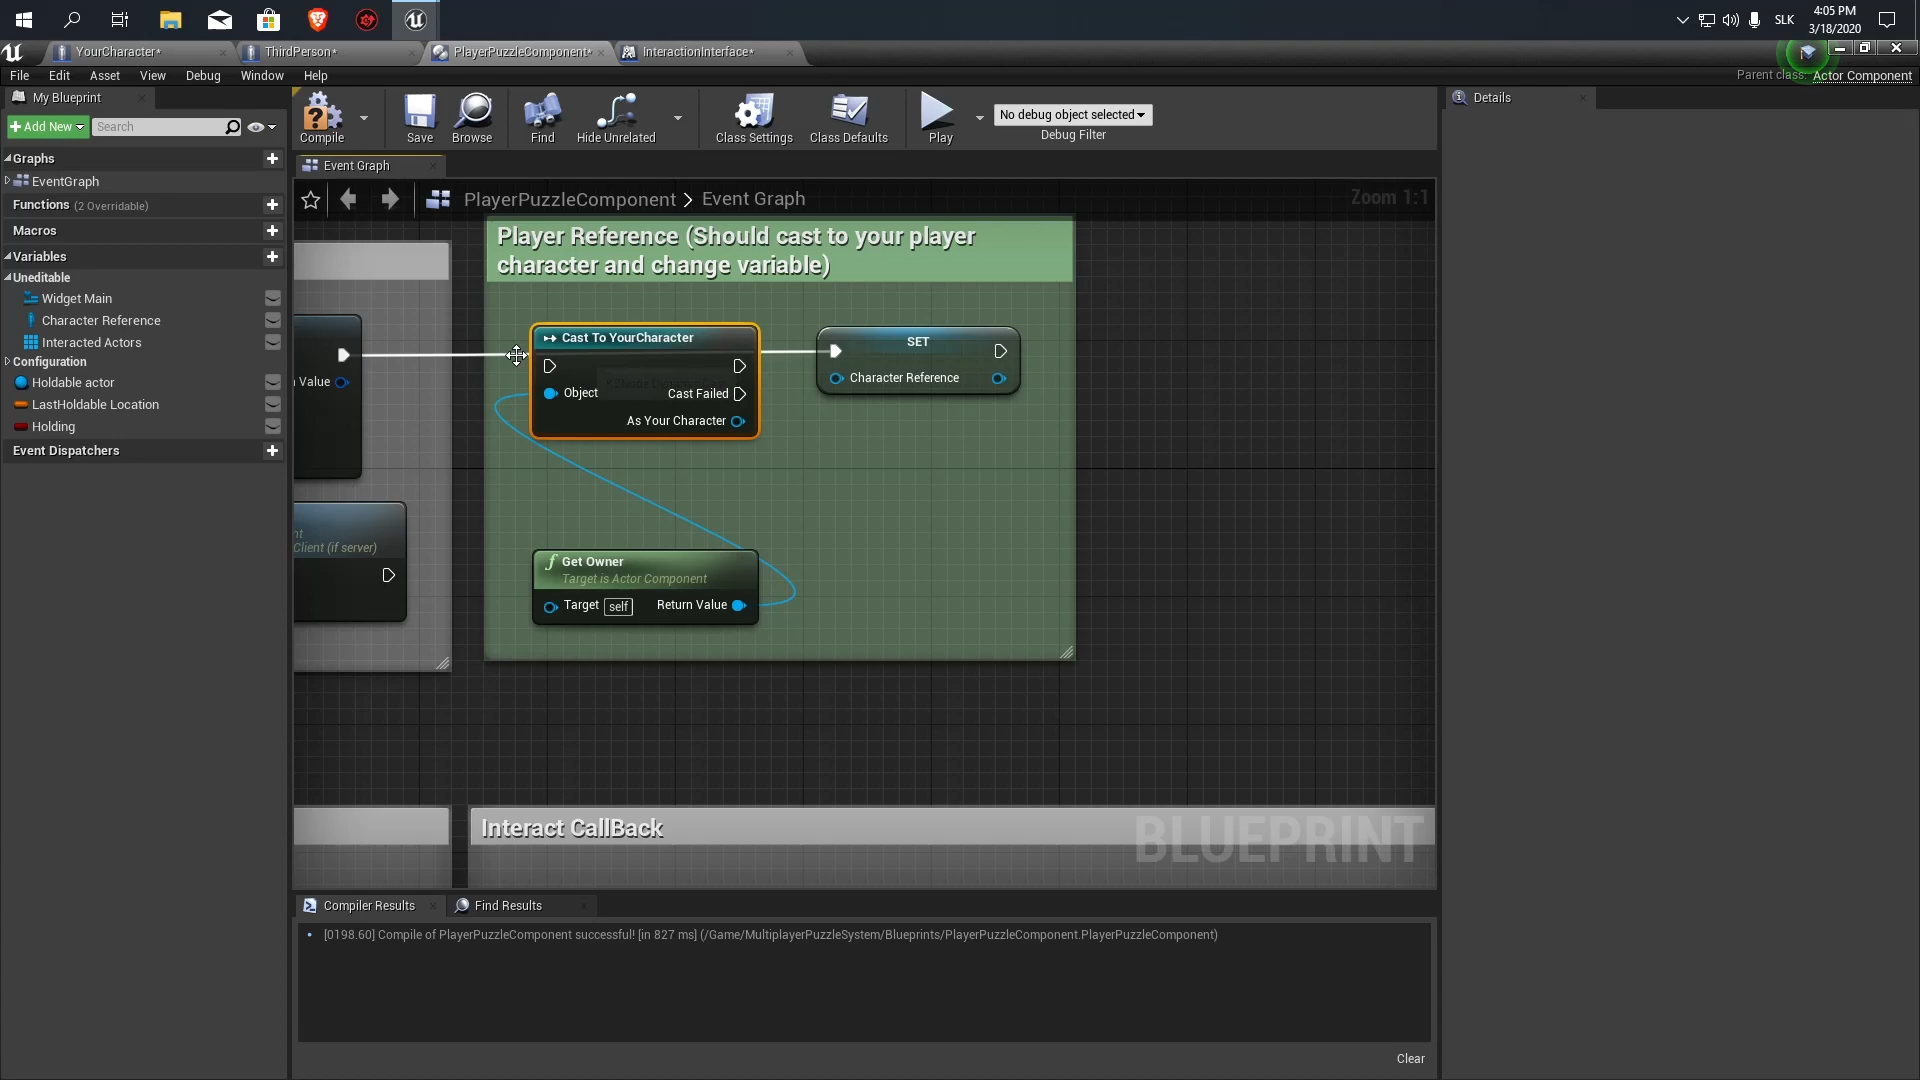 SLK
4:05 PM
3/18/2020
YourCharacter*
ThirdPerson*
PlayerPuzzleComponent*
InteractionInterface*
File Edit Asset View Debug Window Help
Parent class: Actor Component
My Blueprint
Add New
Search
Compile
Save
Browse
Find
Hide Unrelated
Class Settings
Class Defaults
Play
No debug object selected
Debug Filter
Details
Graphs
EventGraph
Functions (2 Overridable)
Macros
Variables
Uneditable
Widget Main
Character Reference
Interacted Actors
Configuration
Holdable actor
LastHoldable Location
Holding
Event Dispatchers
Event Graph
PlayerPuzzleComponent > Event Graph
Zoom 1:1
Player Reference (Should cast to your player
character and change variable)
Value
nt
Client (if server)
Cast To YourCharacter
Object
Cast Failed
As Your Character
SET
Character Reference
f Get Owner
Target is Actor Component
Target self
Return Value
Interact CallBack
BLUEPRINT
Compiler Results
Find Results
[0198.60] Compile of PlayerPuzzleComponent successful! [in 827 ms] (/Game/MultiplayerPuzzleSystem/Blueprints/PlayerPuzzleComponent.PlayerPuzzleComponent)
Clear